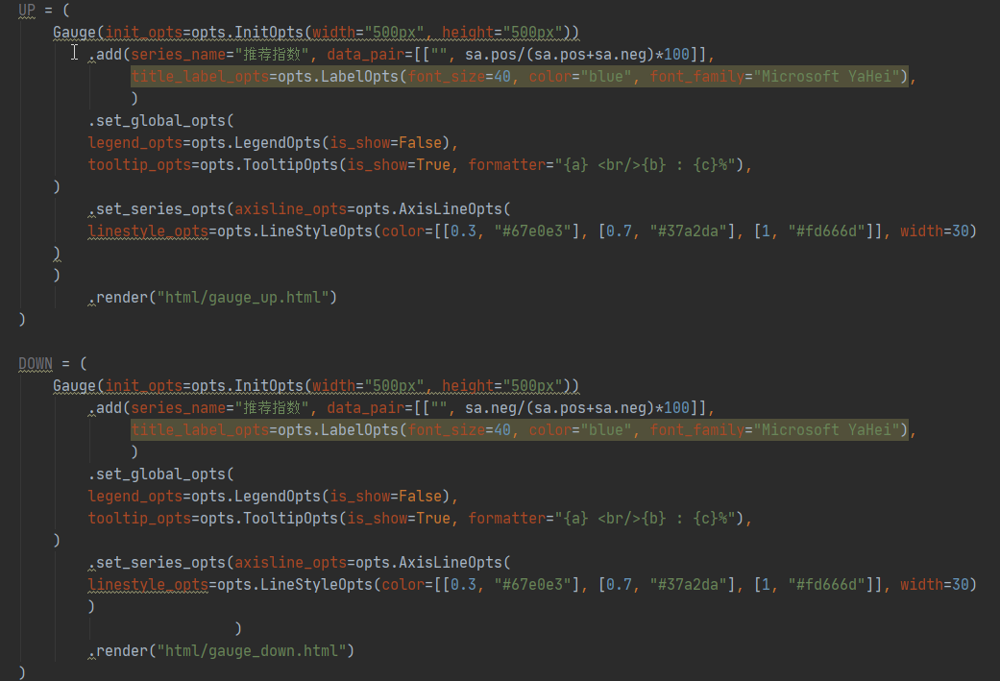 UP = (
    Gauge(init_opts=opts.InitOpts(width="500px", height="500px"))
        .add(series_name="推荐指数", data_pair=[["", sa.pos/(sa.pos+sa.neg)*100]],
             title_label_opts=opts.LabelOpts(font_size=40, color="blue", font_family="Microsoft YaHei"),
             )
        .set_global_opts(
        legend_opts=opts.LegendOpts(is_show=False),
        tooltip_opts=opts.TooltipOpts(is_show=True, formatter="{a} <br/>{b} : {c}%"),
    )
        .set_series_opts(axisline_opts=opts.AxisLineOpts(
        linestyle_opts=opts.LineStyleOpts(color=[[0.3, "#67e0e3"], [0.7, "#37a2da"], [1, "#fd666d"]], width=30)
    )
    )
        .render("html/gauge_up.html")
)
DOWN = (
    Gauge(init_opts=opts.InitOpts(width="500px", height="500px"))
        .add(series_name="推荐指数", data_pair=[["", sa.neg/(sa.pos+sa.neg)*100]],
             title_label_opts=opts.LabelOpts(font_size=40, color="blue", font_family="Microsoft YaHei"),
             )
        .set_global_opts(
        legend_opts=opts.LegendOpts(is_show=False),
        tooltip_opts=opts.TooltipOpts(is_show=True, formatter="{a} <br/>{b} : {c}%"),
    )
        .set_series_opts(axisline_opts=opts.AxisLineOpts(
        linestyle_opts=opts.LineStyleOpts(color=[[0.3, "#67e0e3"], [0.7, "#37a2da"], [1, "#fd666d"]], width=30)
        )
                         )
        .render("html/gauge_down.html")
)